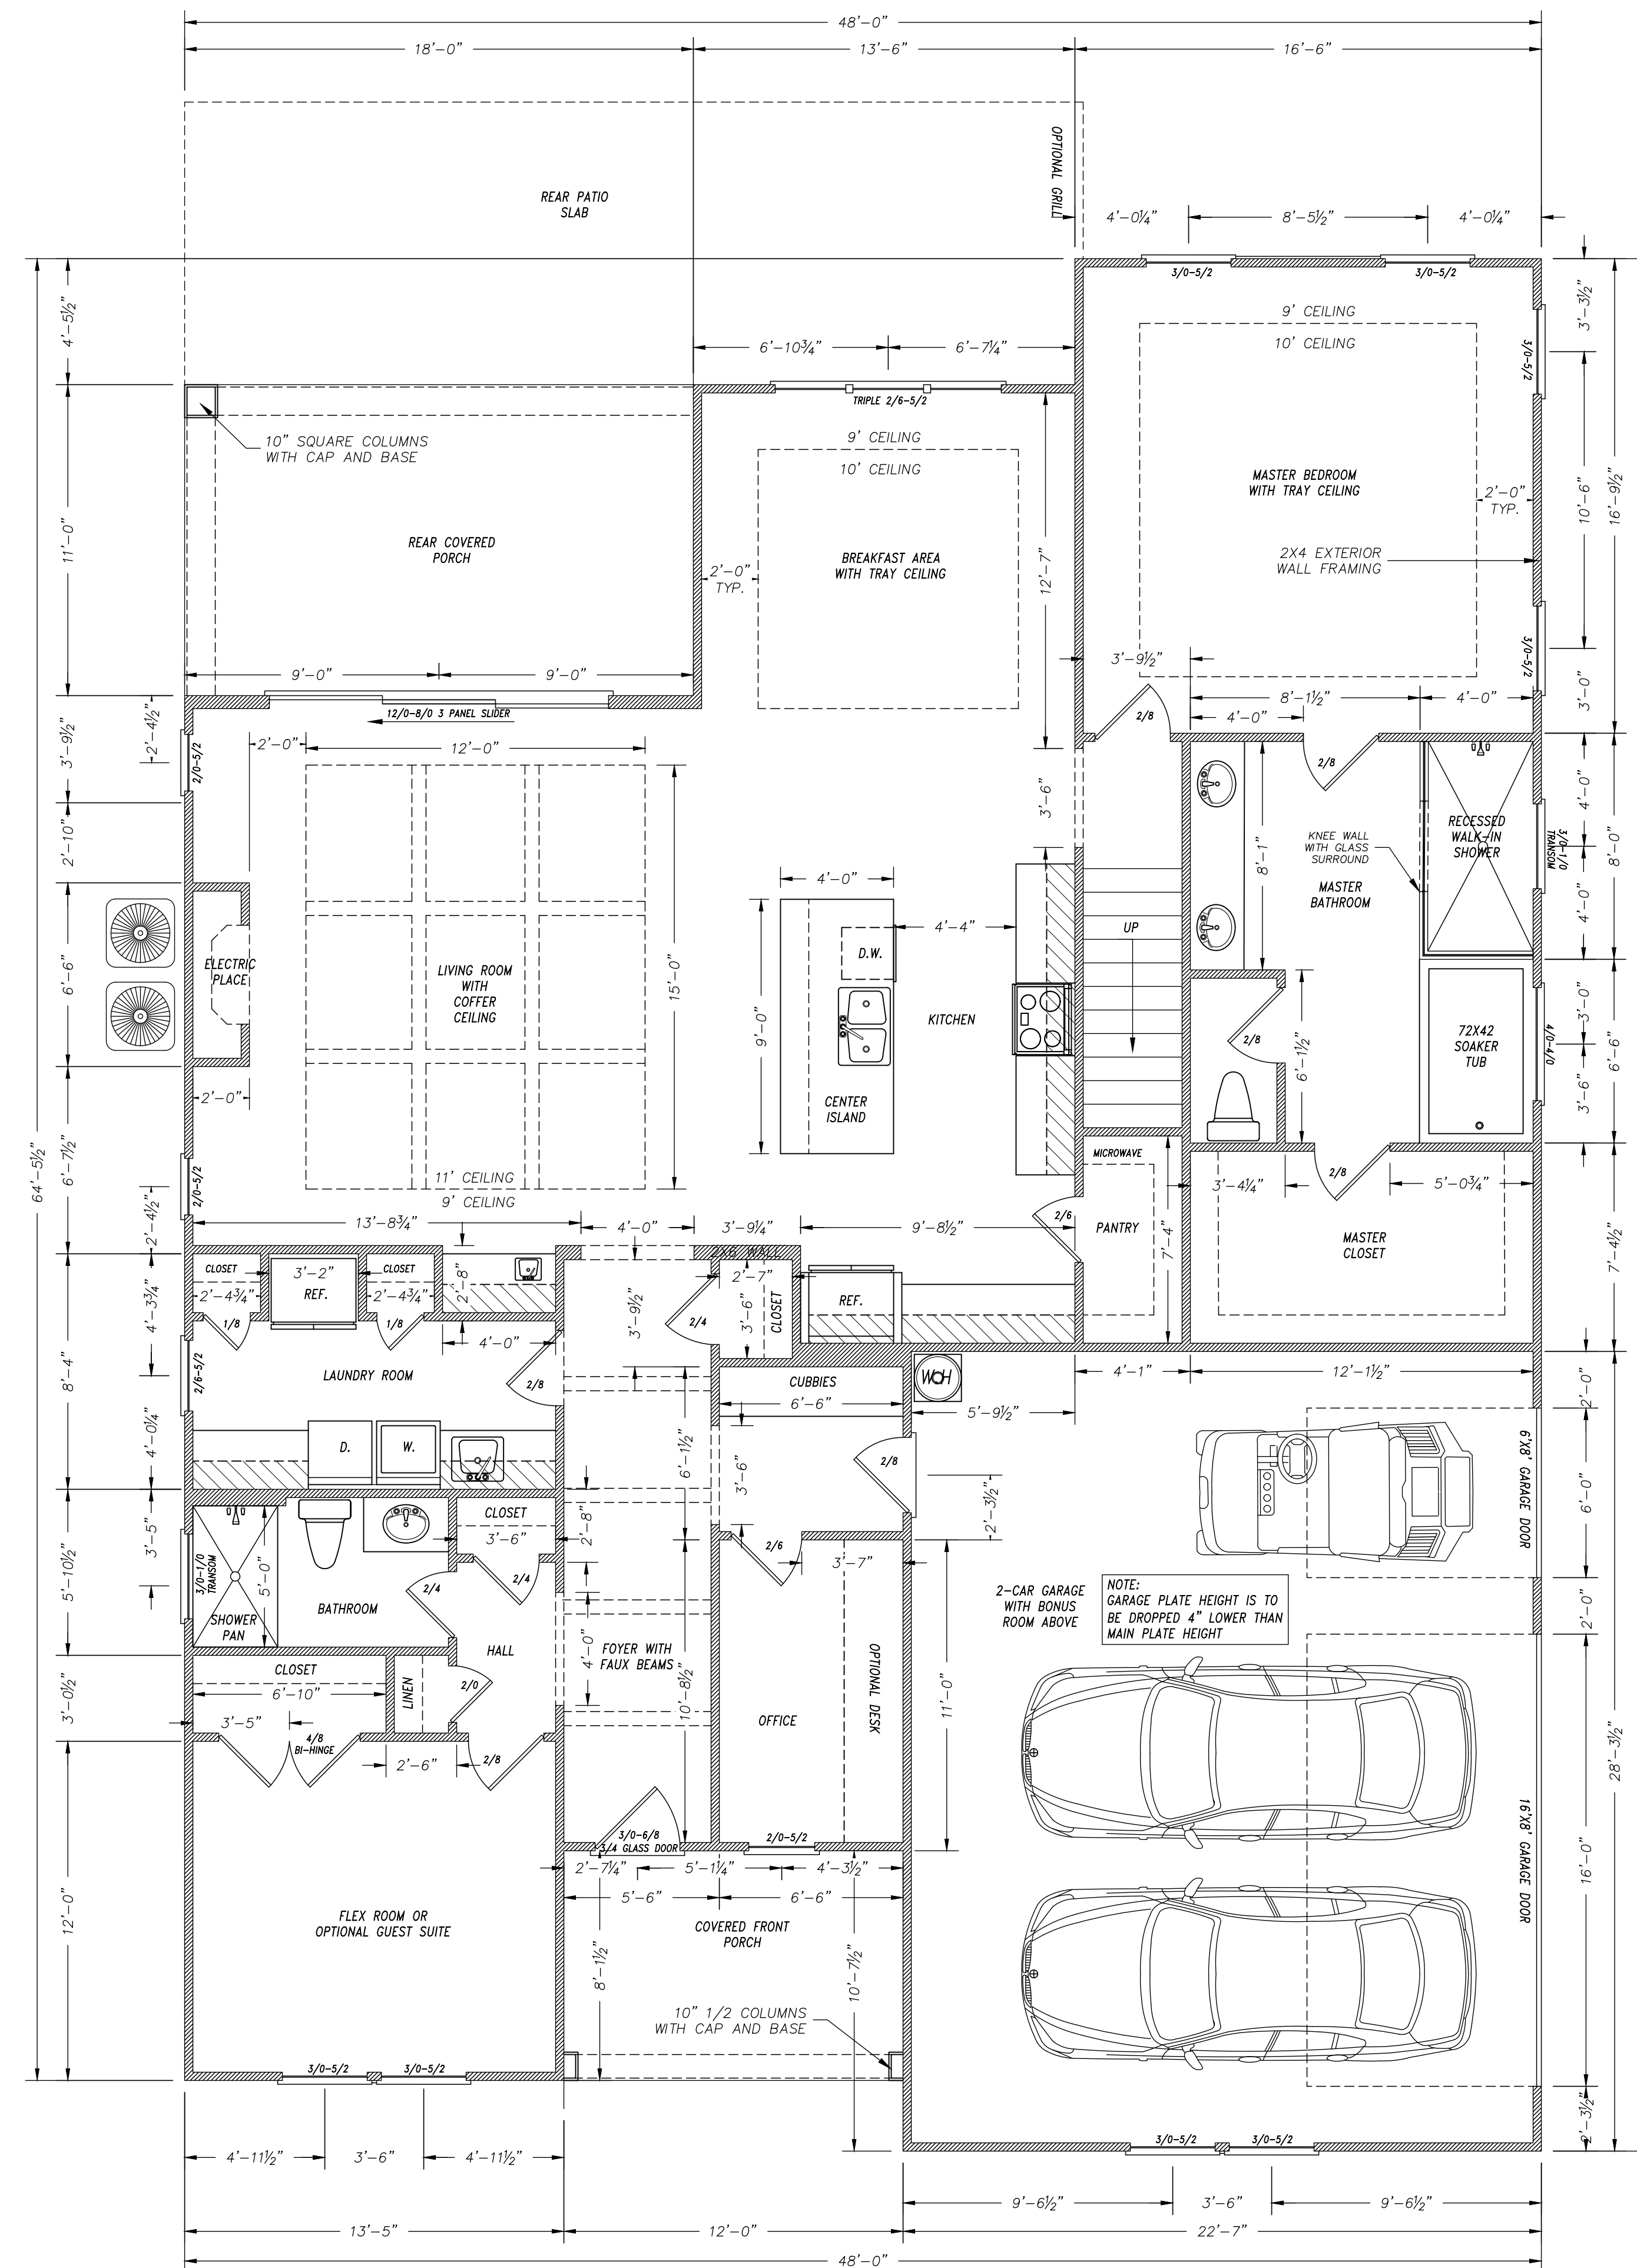 48'-0"
18'-0"
13'-6"
16'-6"
REAR PATIO
SLAB
OPTIONAL GRILL
4'-0¼"
8'-5½"
4'-0¼"
3/0-5/2
3/0-5/2
4'-5½"
3'-3½"
9' CEILING
10' CEILING
3/0-5/2
6'-10¾"
6'-7¼"
TRIPLE 2/6-5/2
10" SQUARE COLUMNS
WITH CAP AND BASE
9' CEILING
10' CEILING
MASTER BEDROOM
WITH TRAY CEILING
2'-0"
TYP.
10'-6"
16'-9½"
11'-0"
REAR COVERED
PORCH
BREAKFAST AREA
WITH TRAY CEILING
2'-0"
TYP.
12'-7"
2X4 EXTERIOR
WALL FRAMING
3/0-5/2
3'-0"
9'-0"
9'-0"
3'-9½"
8'-1½"
4'-0"
4'-0"
12/0-8/0 3 PANEL SLIDER
2/8
2/8
3'-9½"
2'-4½"
2/0-5/2
2'-0"
12'-0"
3'-6"
2'-10"
8'-1"
KNEE WALL
WITH GLASS
SURROUND
RECESSED
WALK-IN
SHOWER
3/0-1/0
TRANSOM
4'-0"
4'-0"
8'-0"
MASTER
BATHROOM
4'-0"
4'-4"
UP
D.W.
6'-6"
ELECTRIC
PLACE
LIVING ROOM
WITH
COFFER
CEILING
15'-0"
9'-0"
KITCHEN
CENTER
ISLAND
2/8
6'-1½"
72X42
SOAKER
TUB
4/0-4/0
3'-0"
3'-6"
6'-6"
2'-0"
64'-5½"
6'-7½"
2'-4½"
2/0-5/2
11' CEILING
9' CEILING
MICROWAVE
2/6
PANTRY
7'-4"
3'-4¼"
2/8
5'-0¾"
MASTER
CLOSET
7'-4½"
13'-8¾"
4'-0"
3'-9¼"
9'-8½"
2X6 WALL
CLOSET
2'-4¾"
3'-2"
REF.
CLOSET
2'-4¾"
2'-8"
1/8
1/8
4'-0"
3'-9½"
2/4
2'-7"
3'-6"
CLOSET
REF.
4'-3¾"
8'-4"
4'-0¼"
2/6-5/2
LAUNDRY ROOM
2/8
CUBBIES
6'-6"
WH
4'-1"
12'-1½"
5'-9½"
2'-0"
D.
W.
6'-1½"
3'-6"
2/8
2'-3½"
6'X8' GARAGE DOOR
6'-0"
CLOSET
3'-6"
2'-8"
2/6
3'-7"
5'-10½"
3'-5"
3/0-1/0
TRANSOM
5'-0"
SHOWER
PAN
BATHROOM
2/4
2/4
HALL
4'-0"
FOYER WITH
FAUX BEAMS
10'-8½"
2-CAR GARAGE
WITH BONUS
ROOM ABOVE
NOTE:
GARAGE PLATE HEIGHT IS TO
BE DROPPED 4" LOWER THAN
MAIN PLATE HEIGHT
2'-0"
3'-0½"
CLOSET
6'-10"
LINEN
2/0
OFFICE
OPTIONAL DESK
11'-0"
3'-5"
4/8
BI-HINGE
2'-6"
2/8
28'-3½"
16'X8' GARAGE DOOR
16'-0"
3/0-6/8
3/4 GLASS DOOR
2/0-5/2
2'-7¼"
5'-1¼"
4'-3½"
5'-6"
6'-6"
12'-0"
FLEX ROOM OR
OPTIONAL GUEST SUITE
COVERED FRONT
PORCH
8'-1½"
10'-7½"
10" 1/2 COLUMNS
WITH CAP AND BASE
3/0-5/2
3/0-5/2
2'-3½"
3/0-5/2
3/0-5/2
4'-11½"
3'-6"
4'-11½"
9'-6½"
3'-6"
9'-6½"
13'-5"
12'-0"
22'-7"
48'-0"